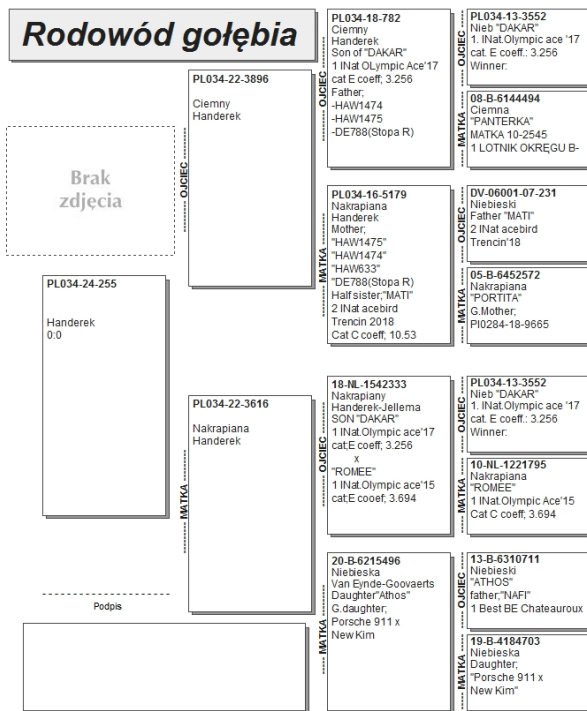 Rodowód gołębia
Brak
zdjęcia
PL034-24-255
Handerek
0:0
Podpis
OJCIEC
PL034-22-3896
Ciemny
Handerek
MATKA
PL034-22-3616
Nakrapiana
Handerek
OJCIEC
PL034-18-782
Ciemny
Handerek
Son of "DAKAR"
1 INat OLympic Ace'17
cat E coeff; 3.256
Father;
-HAW1474
-HAW1475
-DE788(Stopa R)
MATKA
PL034-16-5179
Nakrapiana
Handerek
Mother;
"HAW1475"
"HAW1474"
"HAW633"
"DE788(Stopa R)
Half sister;"MATI"
2 INat acebird
Trencin 2018
Cat C coeff; 10.53
OJCIEC
18-NL-1542333
Nakrapiany
Handerek-Jellema
SON "DAKAR"
1 INat.Olympic ace'17
cat;E coeff; 3.256
x
"ROMEE"
1 INat.Olympic ace'15
cat;E cooef; 3.694
MATKA
20-B-6215496
Niebieska
Van Eynde-Goovaerts
Daughter"Athos"
G.daughter;
Porsche 911 x
New Kim
OJCIEC
PL034-13-3552
Nieb "DAKAR"
1. INat.Olympic ace '17
cat. E coeff.: 3.256
Winner:
MATKA
08-B-6144494
Ciemna
"PANTERKA"
MATKA 10-2545
1 LOTNIK OKRĘGU B-
OJCIEC
DV-06001-07-231
Niebieski
Father "MATI"
2 INat acebird
Trencin'18
MATKA
05-B-6452572
Nakrapiana
"PORTITA"
G.Mother;
Pl0284-18-9665
OJCIEC
PL034-13-3552
Nieb "DAKAR"
1. INat.Olympic ace '17
cat. E coeff.: 3.256
Winner:
MATKA
10-NL-1221795
Nakrapiana
"ROMEE"
1 INat.Olympic Ace'15
Cat C coeff; 3.694
OJCIEC
13-B-6310711
Niebieski
"ATHOS"
father;"NAFI"
1 Best BE Chateauroux
MATKA
19-B-4184703
Niebieska
Daughter;
"Porsche 911 x
New Kim"